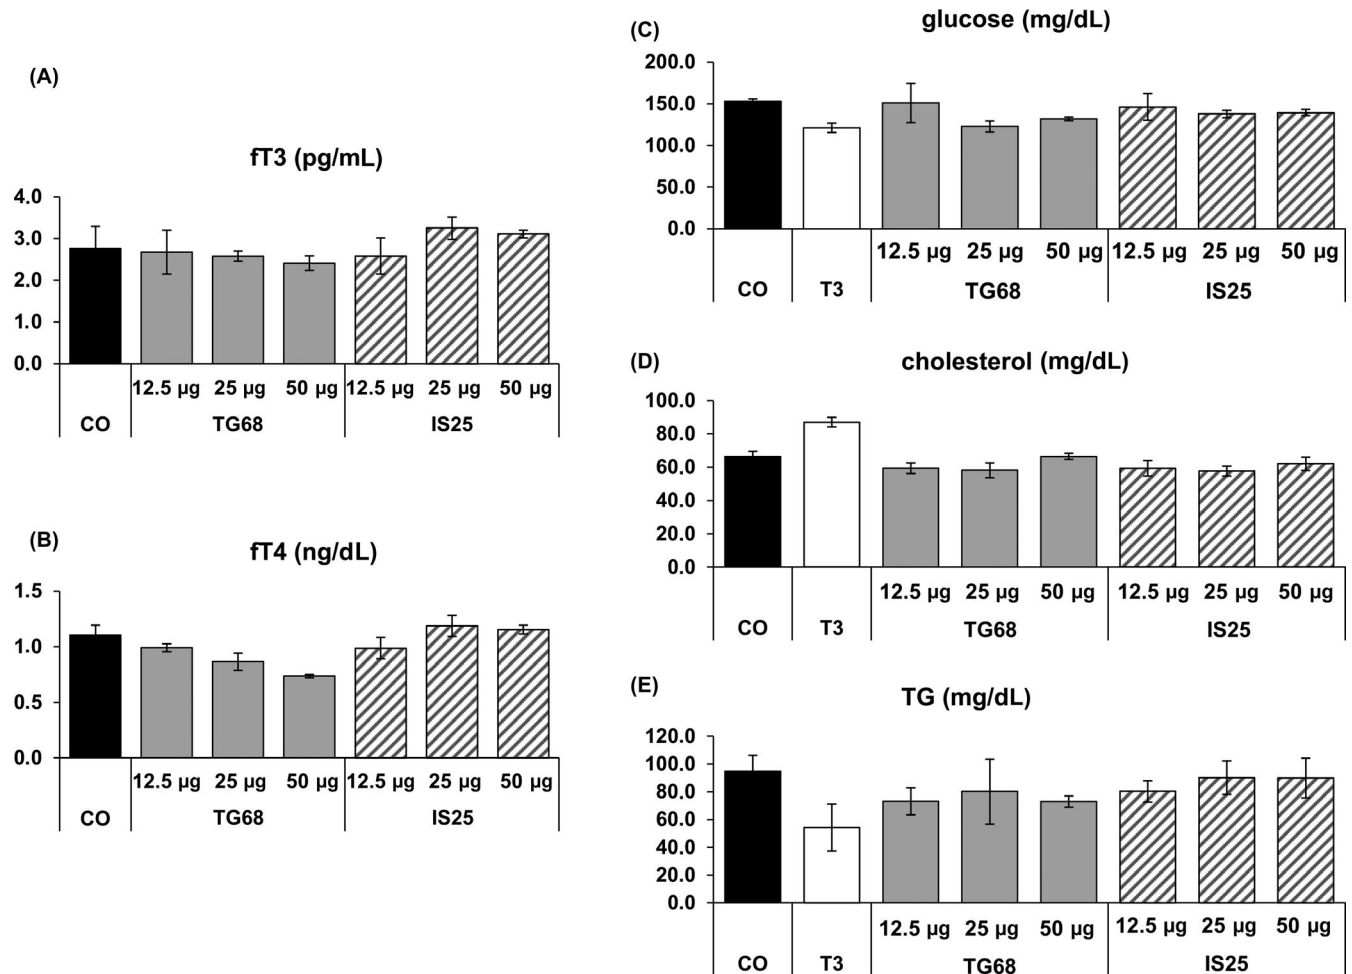 (A)
fT3 (pg/mL)
4.0
3.0
2.0
1.0
0.0
12.5 µg 25 µg 50 µg 12.5 µg 25 µg 50 µg
CO TG68 IS25
(B)
fT4 (ng/dL)
1.5
1.0
0.5
0.0
12.5 µg 25 µg 50 µg 12.5 µg 25 µg 50 µg
CO TG68 IS25
(C)
glucose (mg/dL)
200.0
150.0
100.0
50.0
0.0
12.5 µg 25 µg 50 µg 12.5 µg 25 µg 50 µg
CO T3 TG68 IS25
(D)
cholesterol (mg/dL)
100.0
80.0
60.0
40.0
20.0
0.0
12.5 µg 25 µg 50 µg 12.5 µg 25 µg 50 µg
CO T3 TG68 IS25
(E)
TG (mg/dL)
120.0
100.0
80.0
60.0
40.0
20.0
0.0
12.5 µg 25 µg 50 µg 12.5 µg 25 µg 50 µg
CO T3 TG68 IS25